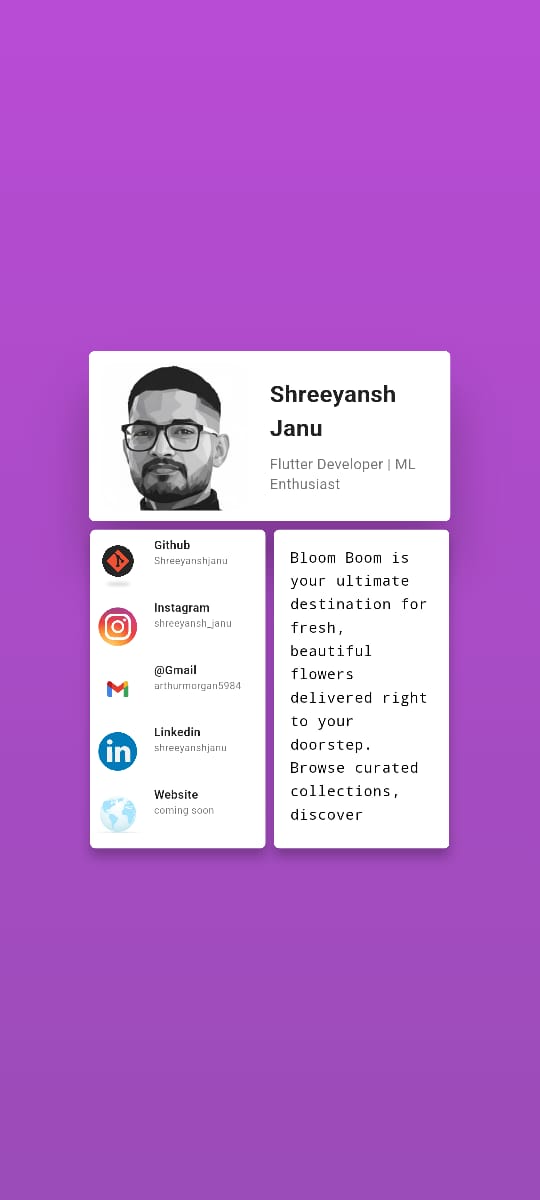 Shreeyansh
Janu
Flutter Developer | ML
Enthusiast
Github
Shreeyanshjanu
Instagram
shreeyansh_janu
@Gmail
arthurmorgan5984
in
Linkedin
shreeyanshjanu
Website
coming soon
Bloom Boom is
your ultimate
destination for
fresh,
beautiful
flowers
delivered right
to your
doorstep.
Browse curated
collections,
discover